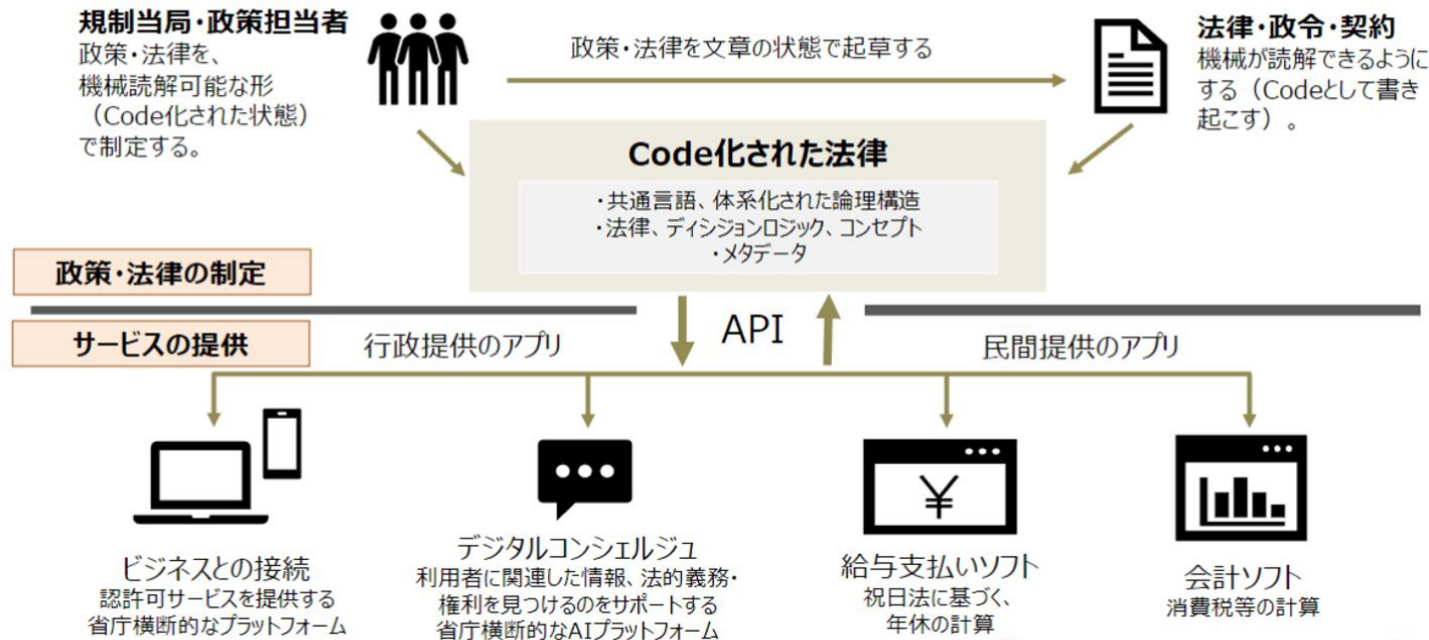 規制当局・政策担当者
政策・法律を、
機械読解可能な形
（Code化された状態）
で制定する。
政策・法律を文章の状態で起草する
法律・政令・契約
機械が読解できるように
する（Codeとして書き
起こす）。
Code化された法律
・共通言語、体系化された論理構造
・法律、ディシジョンロジック、コンセプト
・メタデータ
政策・法律の制定
サービスの提供
行政提供のアプリ
API
民間提供のアプリ
ビジネスとの接続
認許可サービスを提供する
省庁横断的なプラットフォーム
デジタルコンシェルジュ
利用者に関連した情報、法的義務・
権利を見つけるのをサポートする
省庁横断的なAIプラットフォーム
¥
給与支払いソフト
祝日法に基づく、
年休の計算
会計ソフト
消費税等の計算